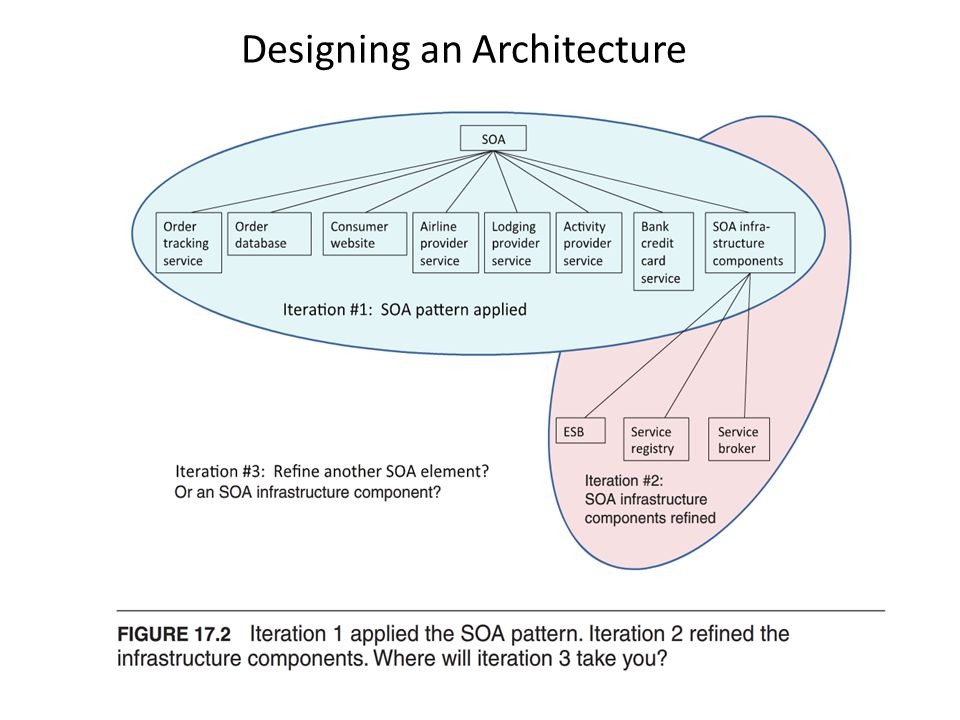 Designing an Architecture
SOA
Order
tracking
service
Order
database
Consumer
website
Airline
provider
service
Lodging
provider
service
Activity
provider
service
Bank
credit
card
service
SOA infra-
structure
components
Iteration #1:  SOA pattern applied
ESB
Service
registry
Service
broker
Iteration #3:  Refine another SOA element?
Or an SOA infrastructure component?
Iteration #2:
SOA infrastructure
components refined
FIGURE 17.2  Iteration 1 applied the SOA pattern. Iteration 2 refined the
infrastructure components. Where will iteration 3 take you?